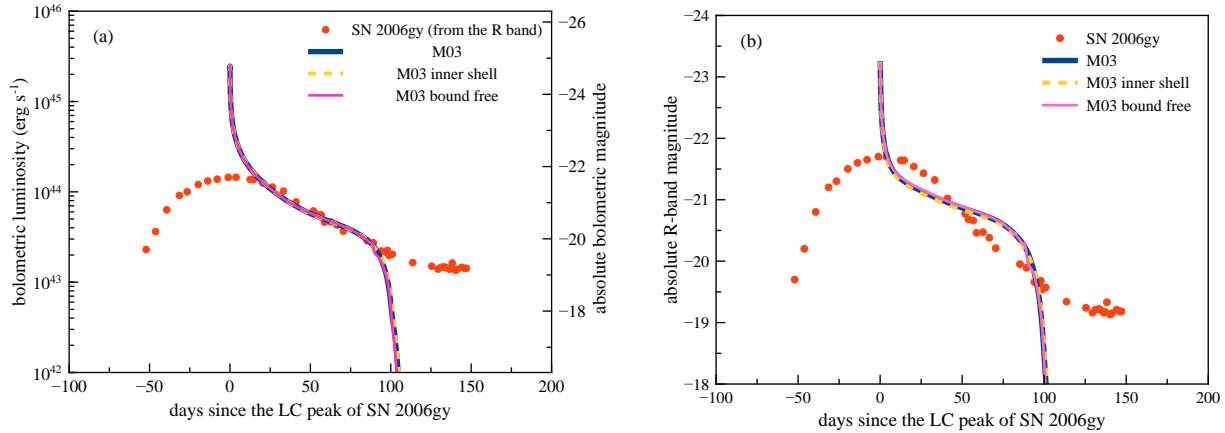 (a)
SN 2006gy (from the R band)
M03
M03 inner shell
M03 bound free
10^46
10^45
10^44
10^43
10^42
bolometric luminosity (erg s^-1)
−26
−24
−22
−20
−18
absolute bolometric magnitude
−100
−50
0
50
100
150
200
days since the LC peak of SN 2006gy
(b)
SN 2006gy
M03
M03 inner shell
M03 bound free
−24
−23
−22
−21
−20
−19
−18
absolute R-band magnitude
−100
−50
0
50
100
150
200
days since the LC peak of SN 2006gy